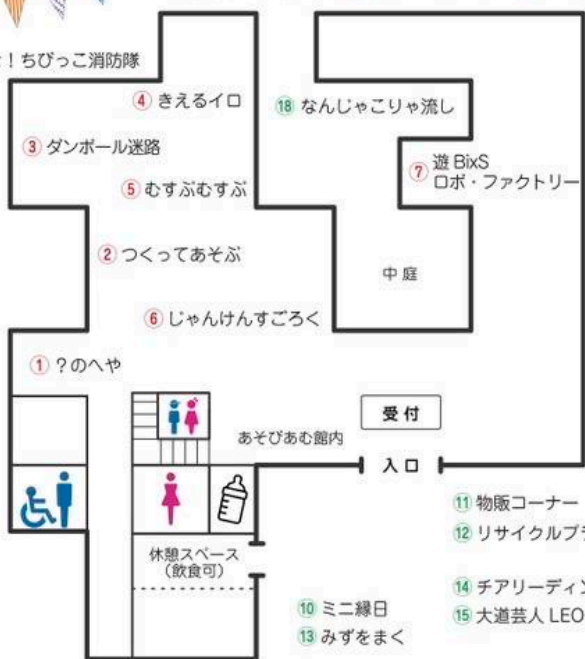 ！ちびっこ消防隊
④ きえるイロ
⑱ なんじゃこりゃ流し
③ ダンボール迷路
⑦ 遊 BixS
ロボ・ファクトリー
⑤ むすぶむすぶ
② つくってあそぶ
中庭
⑥ じゃんけんすごろく
① ？のへや
受付
あそびあむ館内
入口
⑪ 物販コーナー
⑫ リサイクルプ
休憩スペース
（飲食可）
⑭ チアリーディン
⑩ ミニ縁日
⑮ 大道芸人 LEO
⑬ みずをまく